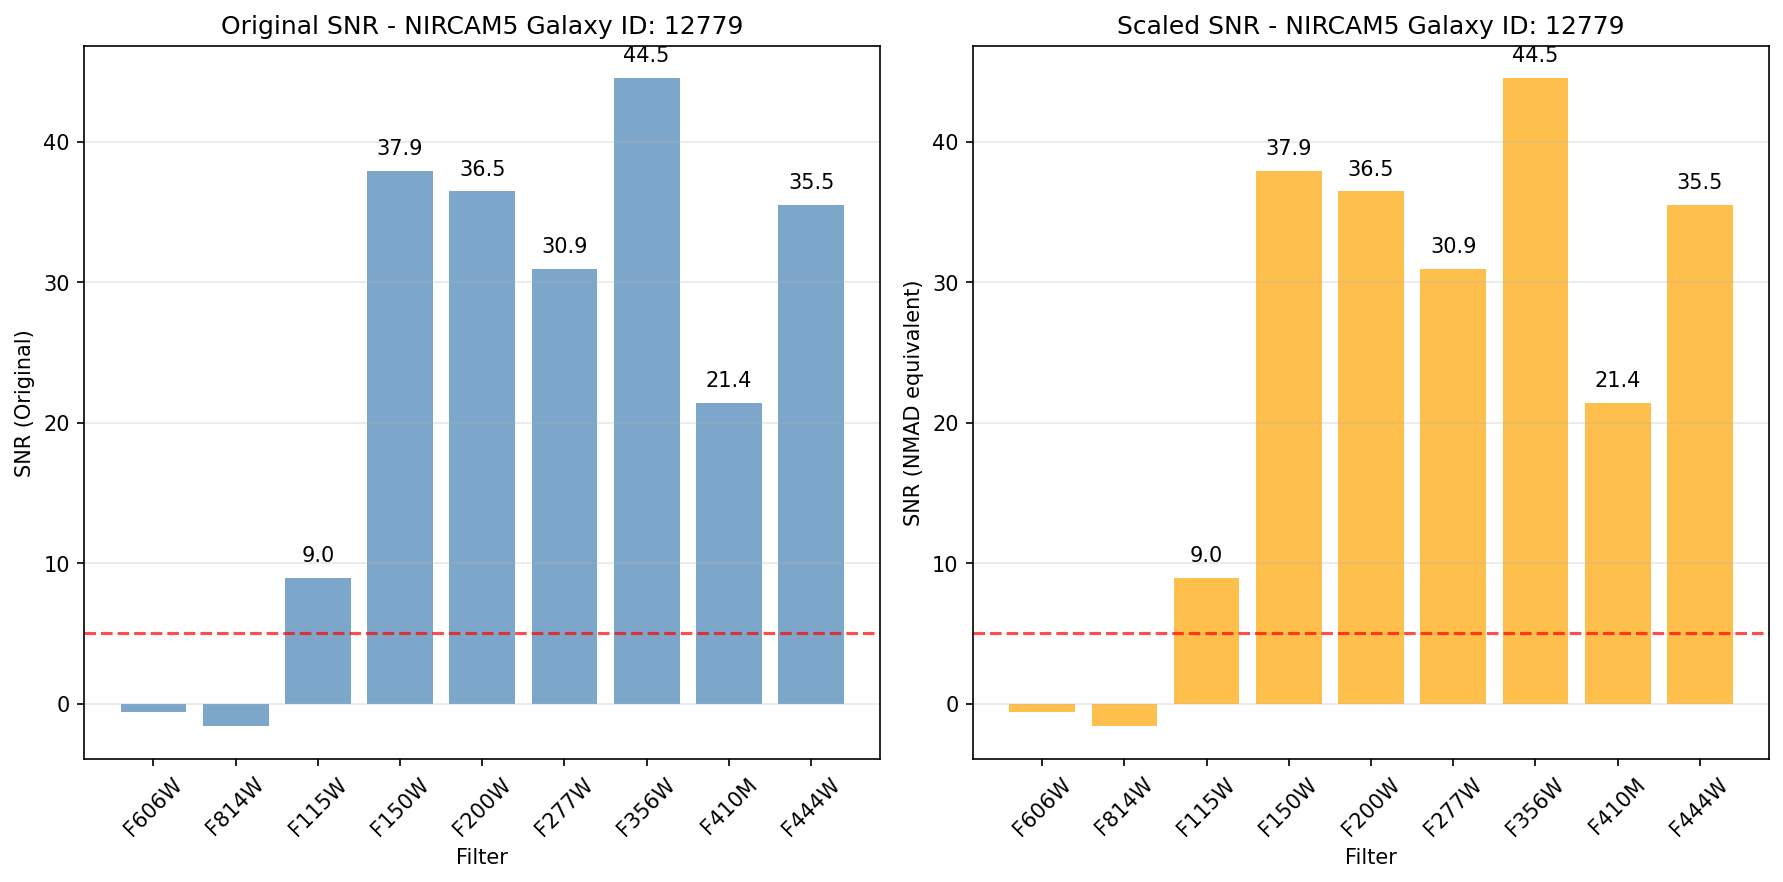 Original SNR - NIRCAM5 Galaxy ID: 12779
SNR (Original)
40
30
20
10
0
9.0
37.9
36.5
30.9
44.5
21.4
35.5
F606W
F814W
F115W
F150W
F200W
F277W
F356W
F410M
F444W
Filter
Scaled SNR - NIRCAM5 Galaxy ID: 12779
SNR (NMAD equivalent)
40
30
20
10
0
9.0
37.9
36.5
30.9
44.5
21.4
35.5
F606W
F814W
F115W
F150W
F200W
F277W
F356W
F410M
F444W
Filter